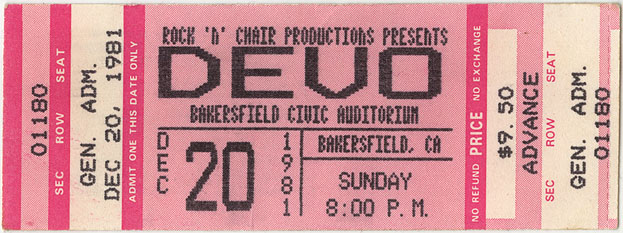 01180
SEC ROW SEAT
GEN. ADM.
DEC 20, 1981
ADMIT ONE THIS DATE ONLY
ROCK 'N' CHAIR PRODUCTIONS PRESENTS
DEVO
BAKERSFIELD CIVIC AUDITORIUM
DEC
20
1981
BAKERSFIELD, CA
SUNDAY
8:00 P.M.
NO REFUND PRICE NO EXCHANGE
$9.50
ADVANCE
SEC ROW SEAT
GEN. ADM.
01180